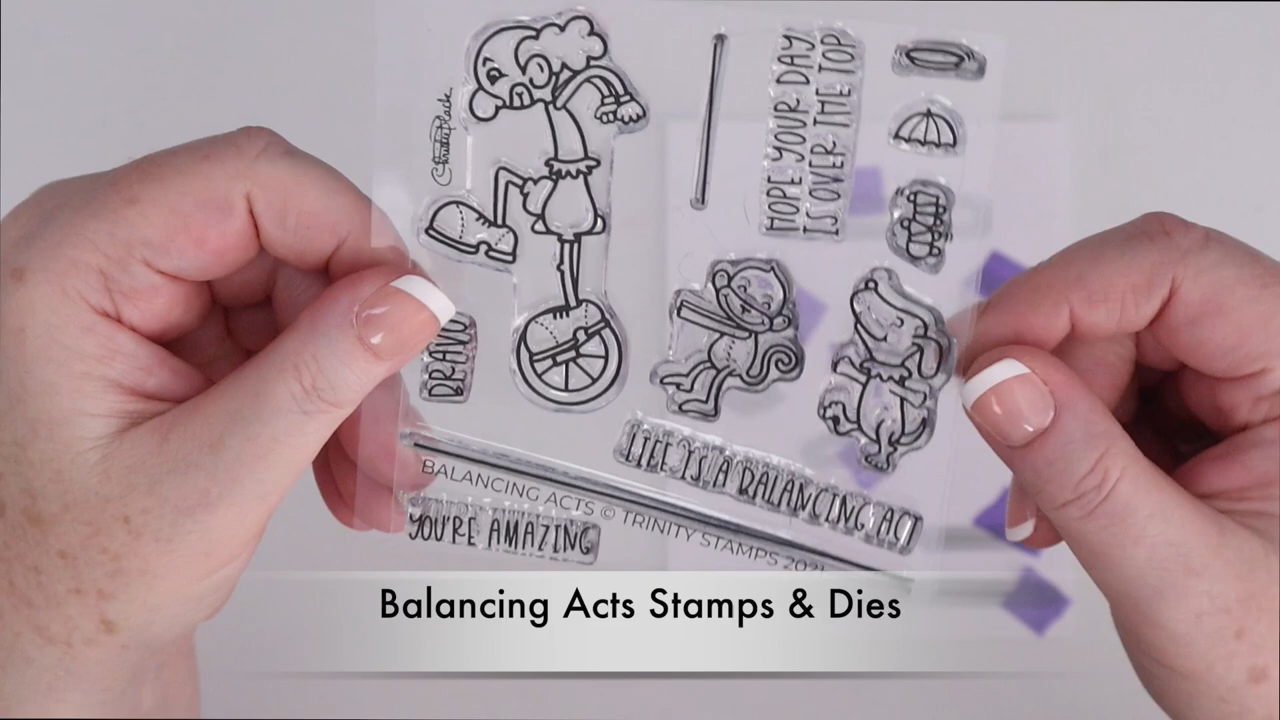 HOPE YOUR DAY
IS OVER THE TOP
BRAVO
LIFE IS A BALANCING ACT
BALANCING ACTS © TRINITY STAMPS 2021
YOU'RE AMAZING
Balancing Acts Stamps & Dies